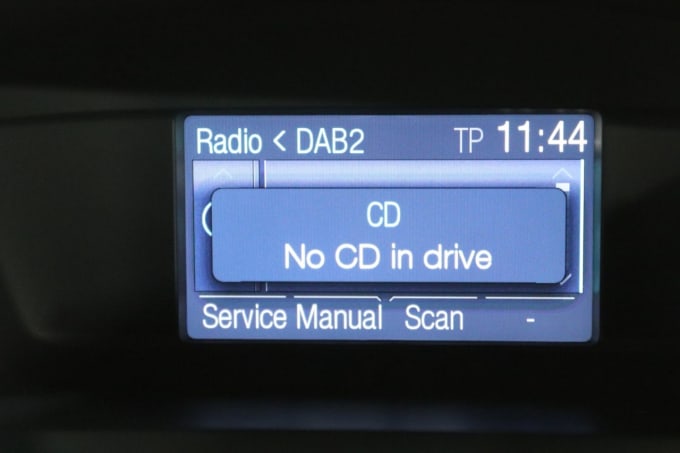 Radio < DAB2 TP 11:44
CD
No CD in drive
Service Manual Scan -